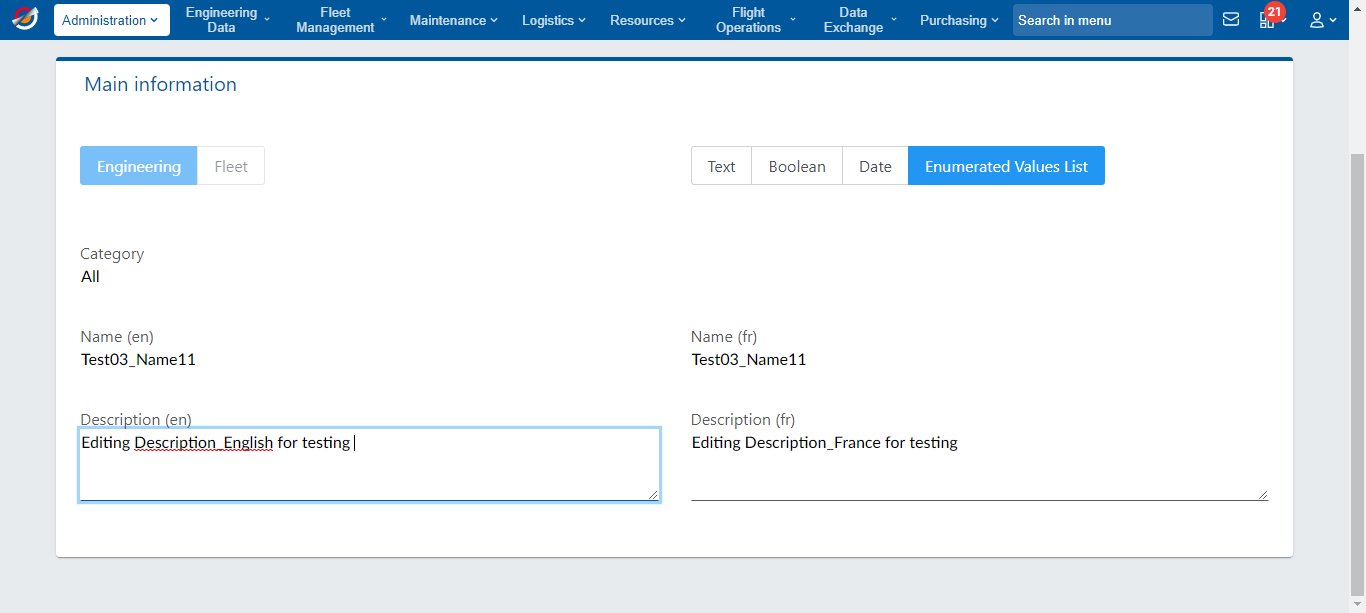 Administration
Engineering Data
Fleet Management
Maintenance
Logistics
Resources
Flight Operations
Data Exchange
Purchasing
Search in menu
21
Main information
Engineering Fleet
Text Boolean Date Enumerated Values List
Category
All
Name (en) Name (fr)
Test03_Name11 Test03_Name11
Description (en) Description (fr)
Editing Description_English for testing Editing Description_France for testing